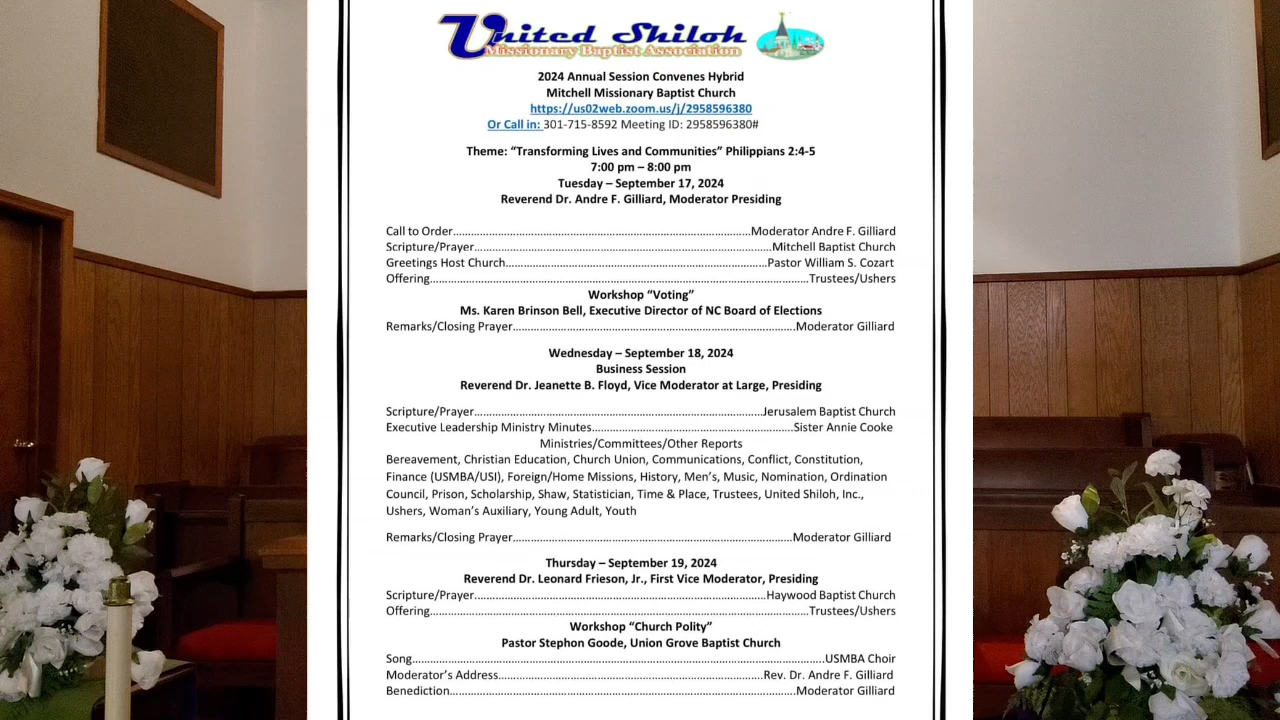 United Shiloh
Missionary Baptist Association
2024 Annual Session Convenes Hybrid
Mitchell Missionary Baptist Church
https://us02web.zoom.us/j/2958596380
Or Call in: 301-715-8592 Meeting ID: 2958596380#
Theme: “Transforming Lives and Communities” Philippians 2:4-5
7:00 pm – 8:00 pm
Tuesday – September 17, 2024
Reverend Dr. Andre F. Gilliard, Moderator Presiding
Call to Order……………………………………………………………………………Moderator Andre F. Gilliard
Scripture/Prayer……………………………………………………………………………Mitchell Baptist Church
Greetings Host Church……………………………………………………………………Pastor William S. Cozart
Offering…………………………………………………………………………………………………Trustees/Ushers
Workshop “Voting”
Ms. Karen Brinson Bell, Executive Director of NC Board of Elections
Remarks/Closing Prayer…………………………………………………………………………Moderator Gilliard
Wednesday – September 18, 2024
Business Session
Reverend Dr. Jeanette B. Floyd, Vice Moderator at Large, Presiding
Scripture/Prayer…………………………………………………………………………Jerusalem Baptist Church
Executive Leadership Ministry Minutes……………………………………………………Sister Annie Cooke
Ministries/Committees/Other Reports
Bereavement, Christian Education, Church Union, Communications, Conflict, Constitution,
Finance (USMBA/USI), Foreign/Home Missions, History, Men’s, Music, Nomination, Ordination
Council, Prison, Scholarship, Shaw, Statistician, Time & Place, Trustees, United Shiloh, Inc.,
Ushers, Woman’s Auxiliary, Young Adult, Youth
Remarks/Closing Prayer………………………………………………………………………Moderator Gilliard
Thursday – September 19, 2024
Reverend Dr. Leonard Frieson, Jr., First Vice Moderator, Presiding
Scripture/Prayer…………………………………………………………………………Haywood Baptist Church
Offering…………………………………………………………………………………………………Trustees/Ushers
Workshop “Church Polity”
Pastor Stephon Goode, Union Grove Baptist Church
Song…………………………………………………………………………………………………………USMBA Choir
Moderator’s Address……………………………………………………………………Rev. Dr. Andre F. Gilliard
Benediction…………………………………………………………………………………………Moderator Gilliard